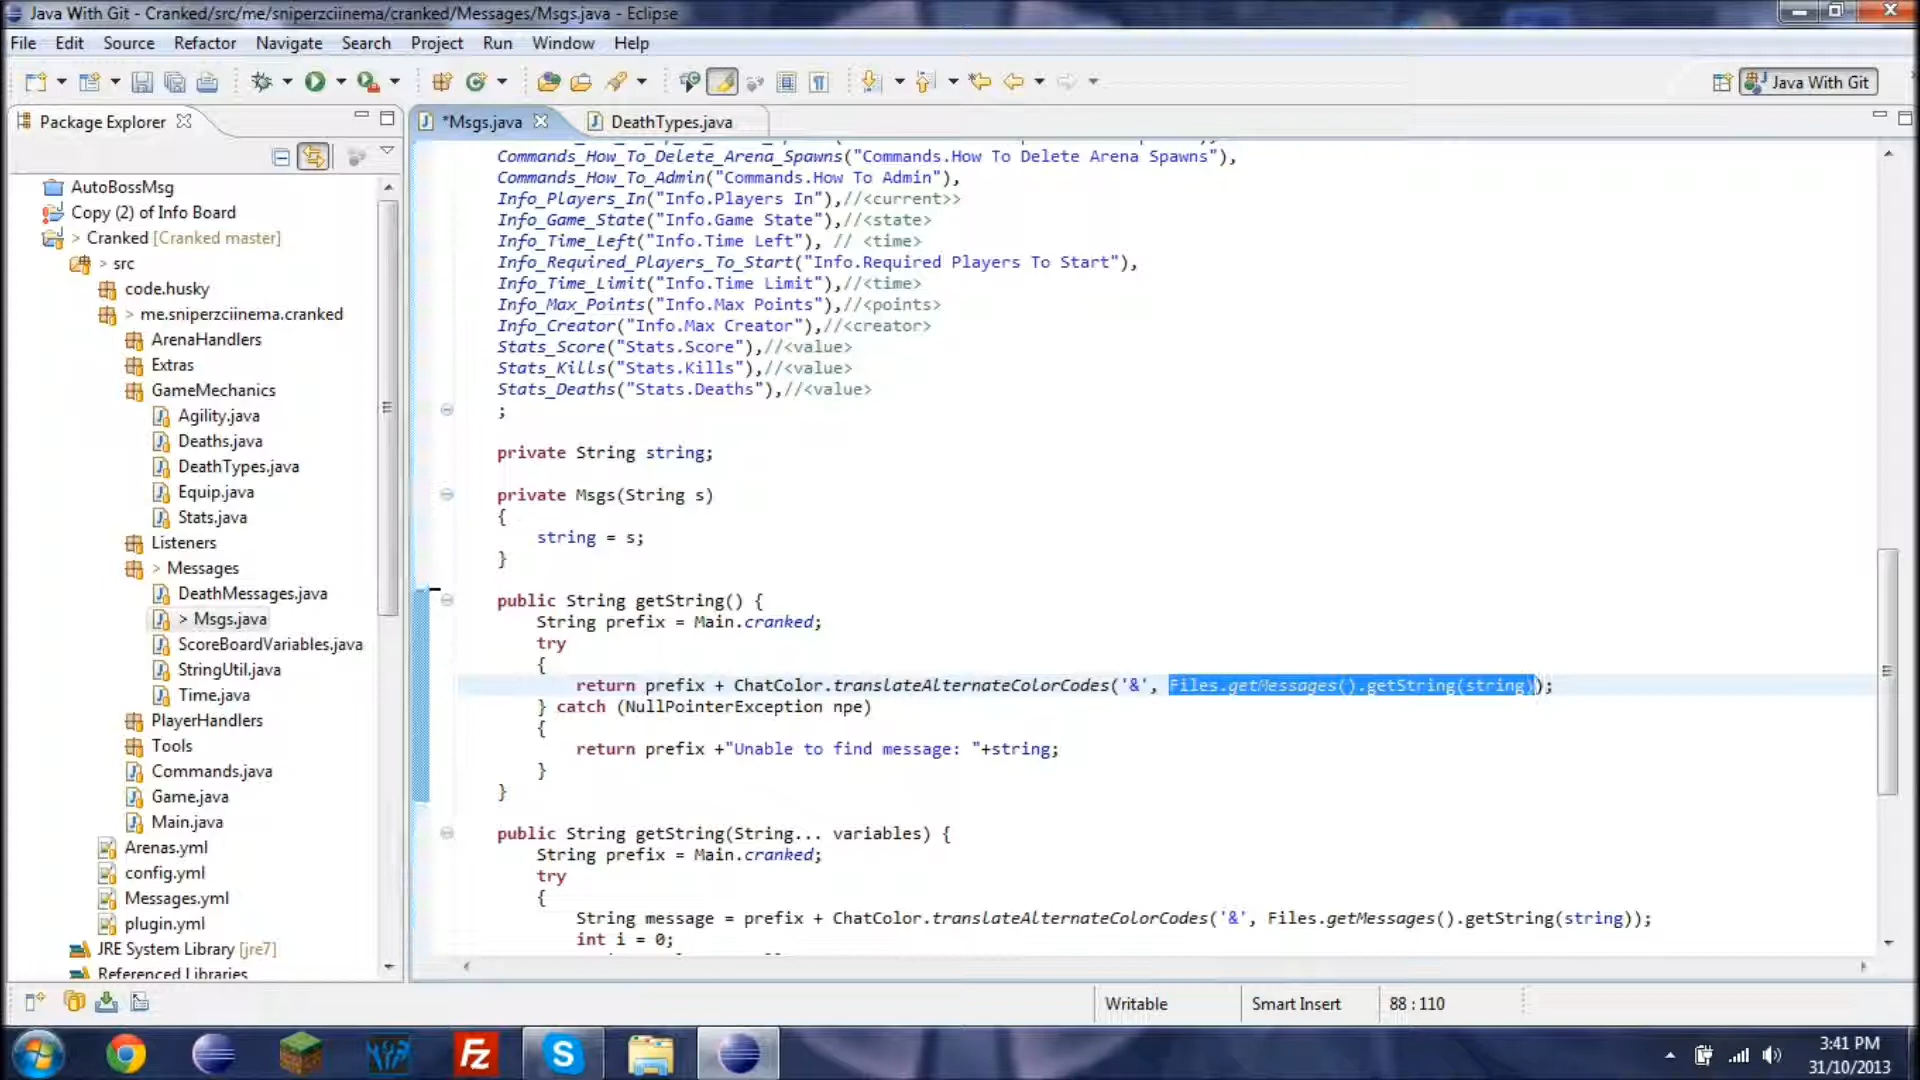 Java With Git - Cranked/src/me/sniperzciinema/cranked/Messages/Msgs.java - Eclipse
File Edit Source Refactor Navigate Search Project Run Window Help
Java With Git
Package Explorer
*Msgs.java
DeathTypes.java
AutoBossMsg
Copy (2) of Info Board
> Cranked [Cranked master]
> src
code.husky
> me.sniperzciinema.cranked
ArenaHandlers
Extras
GameMechanics
Agility.java
Deaths.java
DeathTypes.java
Equip.java
Stats.java
Listeners
> Messages
DeathMessages.java
> Msgs.java
ScoreBoardVariables.java
StringUtil.java
Time.java
PlayerHandlers
Tools
Commands.java
Game.java
Main.java
Arenas.yml
config.yml
Messages.yml
plugin.yml
JRE System Library [jre7]
Referenced Libraries
Commands_How_To_Delete_Arena_Spawns("Commands.How To Delete Arena Spawns"),
Commands_How_To_Admin("Commands.How To Admin"),
Info_Players_In("Info.Players In"),//<current>>
Info_Game_State("Info.Game State"),//<state>
Info_Time_Left("Info.Time Left"), // <time>
Info_Required_Players_To_Start("Info.Required Players To Start"),
Info_Time_Limit("Info.Time Limit"),//<time>
Info_Max_Points("Info.Max Points"),//<points>
Info_Creator("Info.Max Creator"),//<creator>
Stats_Score("Stats.Score"),//<value>
Stats_Kills("Stats.Kills"),//<value>
Stats_Deaths("Stats.Deaths"),//<value>
;
private String string;
private Msgs(String s)
{
string = s;
}
public String getString() {
String prefix = Main.cranked;
try
{
return prefix + ChatColor.translateAlternateColorCodes('&', Files.getMessages().getString(string));
} catch (NullPointerException npe)
{
return prefix +"Unable to find message: "+string;
}
}
public String getString(String... variables) {
String prefix = Main.cranked;
try
{
String message = prefix + ChatColor.translateAlternateColorCodes('&', Files.getMessages().getString(string));
int i = 0;
Writable
Smart Insert
88 : 110
3:41 PM
31/10/2013